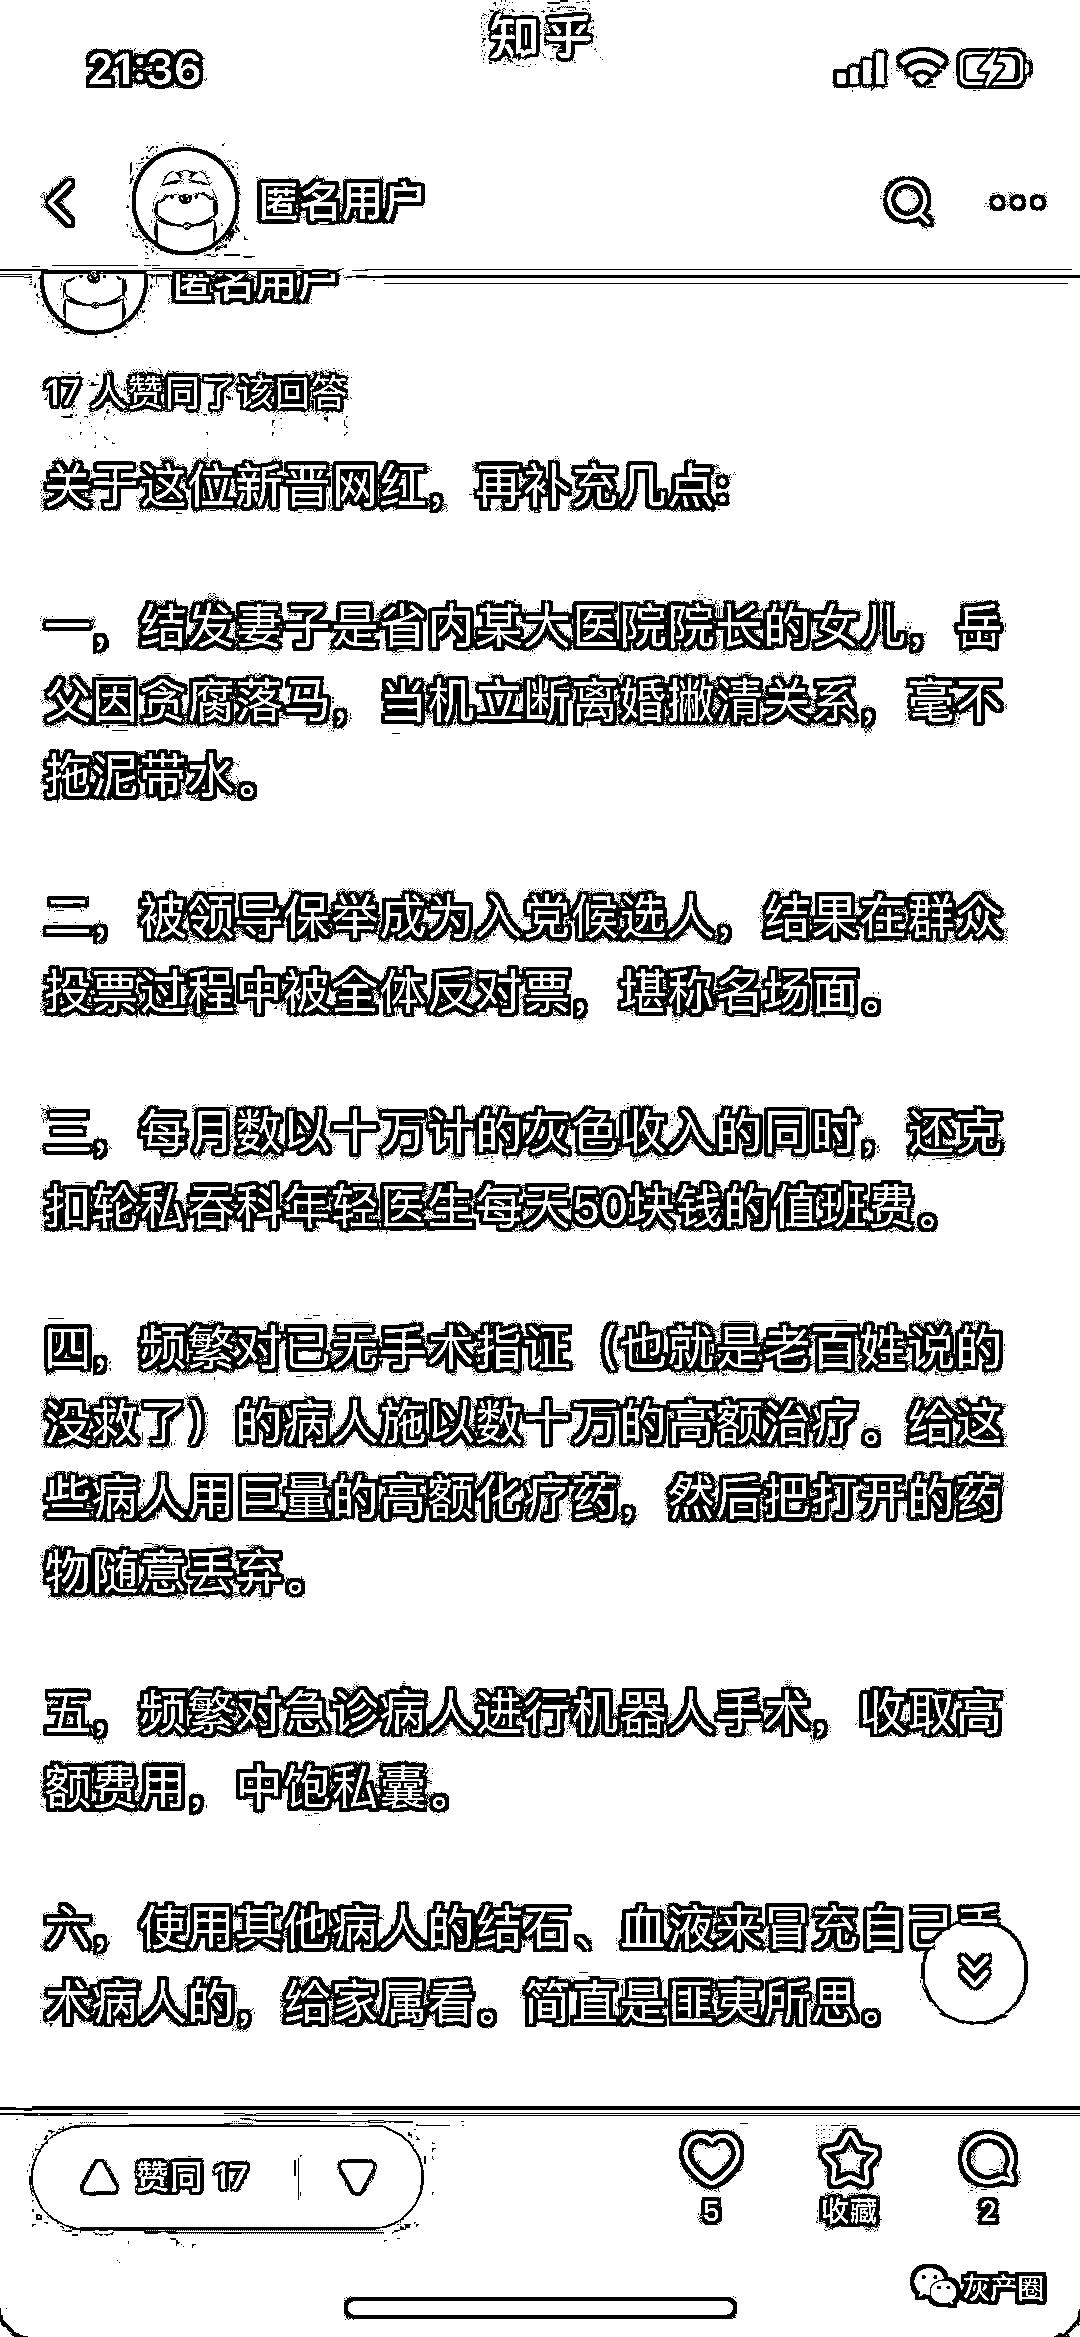 知乎
21:36
匿名用户
匿名用户
17 人赞同了该回答
关于这位新晋网红，再补充几点:
一，结发妻子是省内某大医院院长的女儿，岳
父因贪腐落马，当机立断离婚撇清关系，毫不
拖泥带水。
二，被领导保举成为入党候选人，结果在群众
投票过程中被全体反对票，堪称名场面。
三，每月数以十万计的灰色收入的同时，还克
扣轮私吞科年轻医生每天50块钱的值班费。
四，频繁对已无手术指证（也就是老百姓说的
没救了）的病人施以数十万的高额治疗。给这
些病人用巨量的高额化疗药，然后把打开的药
物随意丢弃。
五，频繁对急诊病人进行机器人手术，收取高
额费用，中饱私囊。
六，使用其他病人的结石、血液来冒充自己手
术病人的，给家属看。简直是匪夷所思。
赞同 17
5
收藏
2
灰产圈